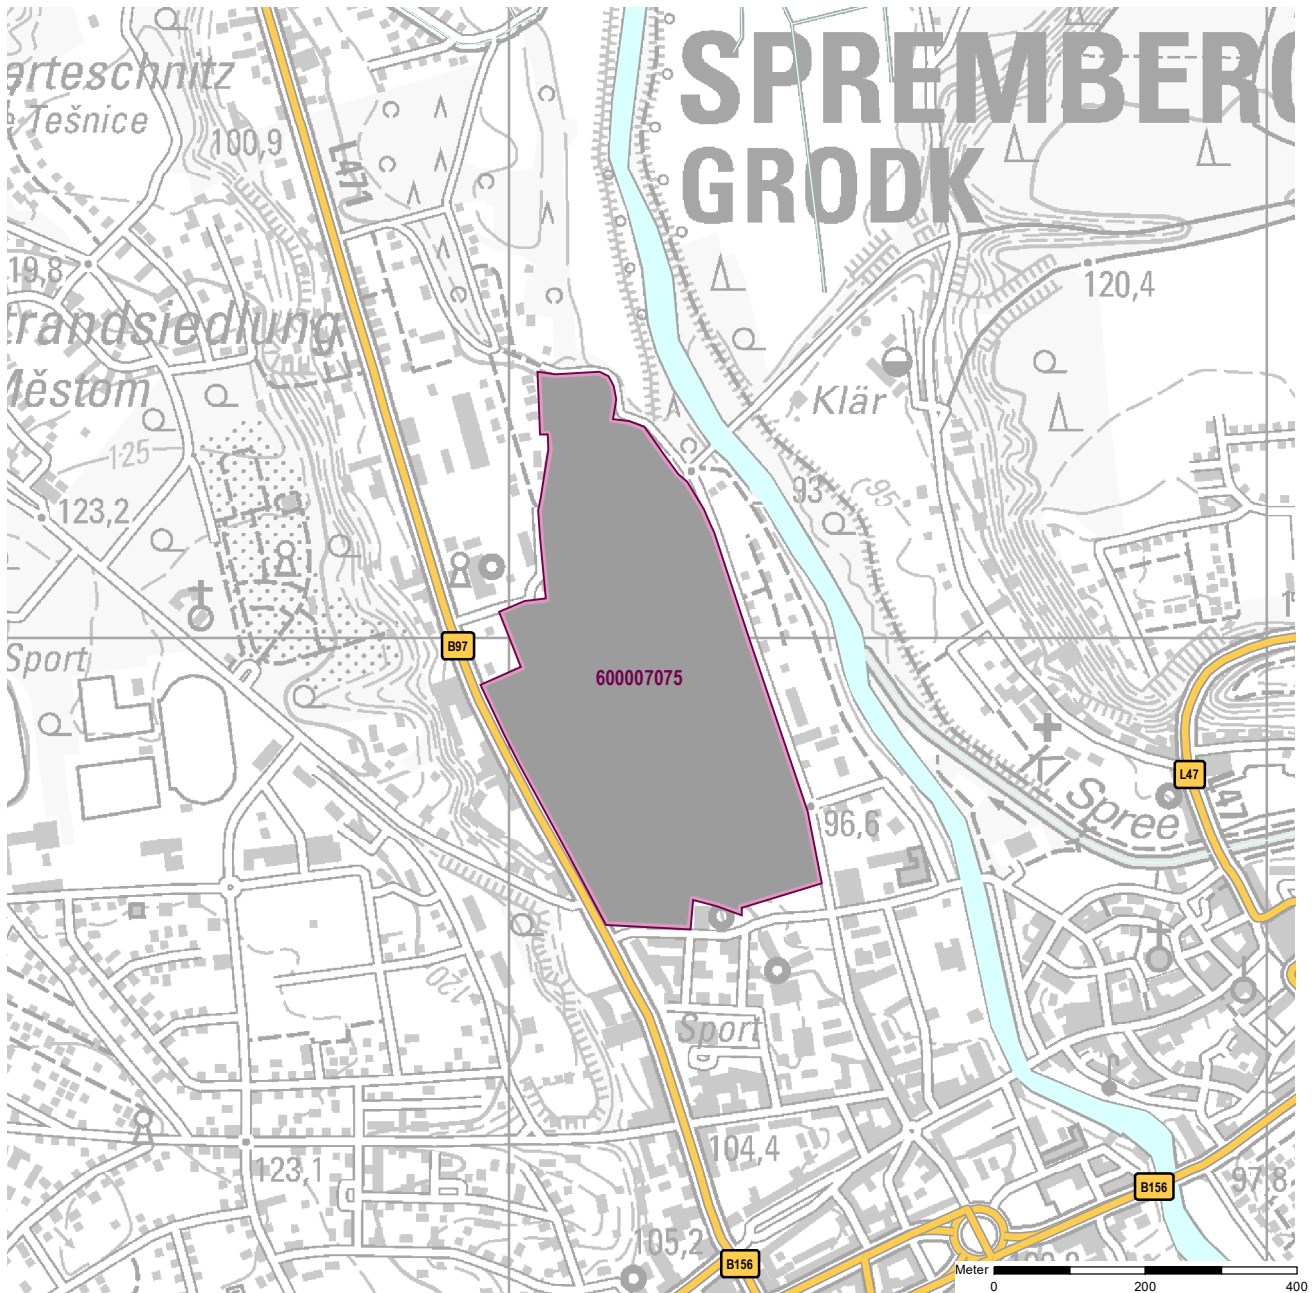 SPREMBERG
GRODK
erteschnitz
Tešnice
100,9
L471
19,8
120,4
randsiedlung
Městom
Klär
125
123,2
93
95
B97
Sport
600007075
L47
L47
Kl Spree
96,6
120
Sport
104,4
123,1
B156
97,8
105,2
B156
Meter
0
200
400